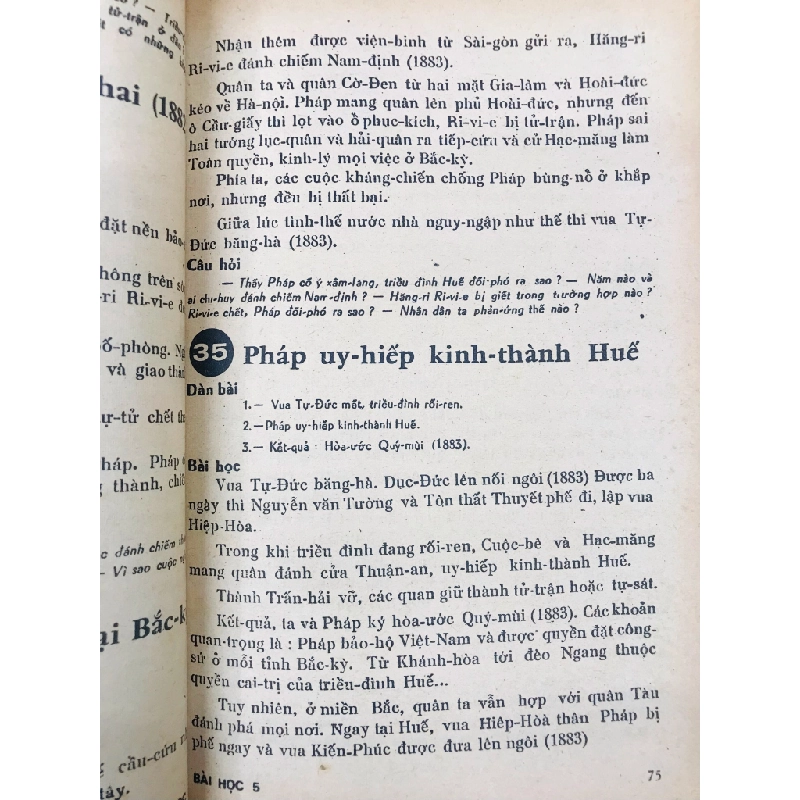 Nhận thêm được viện-binh từ Sài-gòn gửi ra, Hăng-ri
Ri-vi-e đánh chiếm Nam-định (1883).
Quân ta và quân Cờ-Đen từ hai mặt Gia-lâm và Hoài-đức
kéo về Hà-nội. Pháp mang quân lên phủ Hoài-đức, nhưng đến
ô Cầu-giấy thì lọt vào ổ phục-kích, Ri-vi-e bị tử-trận. Pháp sai
hai tướng lục-quân và hải-quân ra tiếp-cứu và cử Hạc-măng làm
Toàn quyền, kinh-lý mọi việc ở Bắc-kỳ.
Phía ta, các cuộc kháng-chiến chống Pháp bùng-nổ ở khắp
nơi, nhưng đều bị thất bại.
Giữa lúc tình-thế nước nhà nguy-ngập như thế thì vua Tự-
Đức băng-hà (1883).
Câu hỏi
— Thấy Pháp cố ý xâm-lăng, triều đình Huế đối-phó ra sao ? — Năm nào và
ai chỉ-huy đánh chiếm Nam-định ? — Hăng-ri Ri-vi-e bị giết trong trường hợp nào ?
Ri-vi-e chết, Pháp đối-phó ra sao ? — Nhân dân ta phản-ứng thế nào ?
35 Pháp uy-hiếp kinh-thành Huế
Dàn bài
1.— Vua Tự-Đức mất, triều-đình rối-ren.
2.—Pháp uy-hiếp kinh-thành Huế.
3.— Kết-quả : Hòa-ước Quý-mùi (1883).
Bài học
Vua Tự-Đức băng-hà. Dục-Đức lên nối ngôi (1883) Được ba
ngày thì Nguyễn văn Tường và Tôn thất Thuyết phế đi, lập vua
Hiệp-Hòa.
Trong khi triều đình đang rối-ren, Cuộc-bê và Hạc-măng
mang quân đánh cửa Thuận-an, uy-hiếp kinh-thành Huế.
Thành Trấn-hải vỡ, các quan giữ thành tử-trận hoặc tự-sát.
Kết-quả, ta và Pháp ký hòa-ước Quý-mùi (1883). Các khoản
quan-trọng là : Pháp bảo-hộ Việt-Nam và được quyền đặt công-
sứ ở mỗi tỉnh Bắc-kỳ. Từ Khánh-hòa tới đèo Ngang thuộc
quyền cai-trị của triều-đình Huế...
Tuy nhiên, ở miền Bắc, quân ta vẫn hợp với quân Tàu
đánh phá mọi nơi. Ngay tại Huế, vua Hiệp-Hoà thân Pháp bị
phế ngay và vua Kiến-Phúc được đưa lên ngôi (1883)
BÀI HỌC 5
75